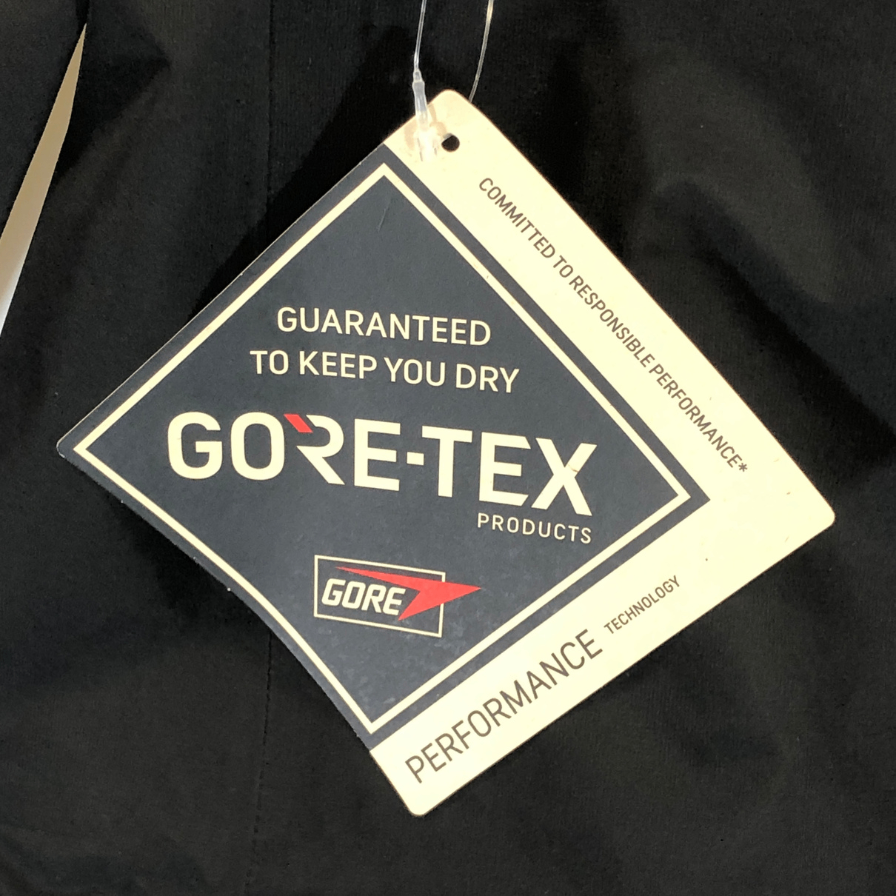 COMMITTED TO RESPONSIBLE PERFORMANCE*
GUARANTEED
TO KEEP YOU DRY
GORE-TEX
PRODUCTS
GORE
PERFORMANCE TECHNOLOGY